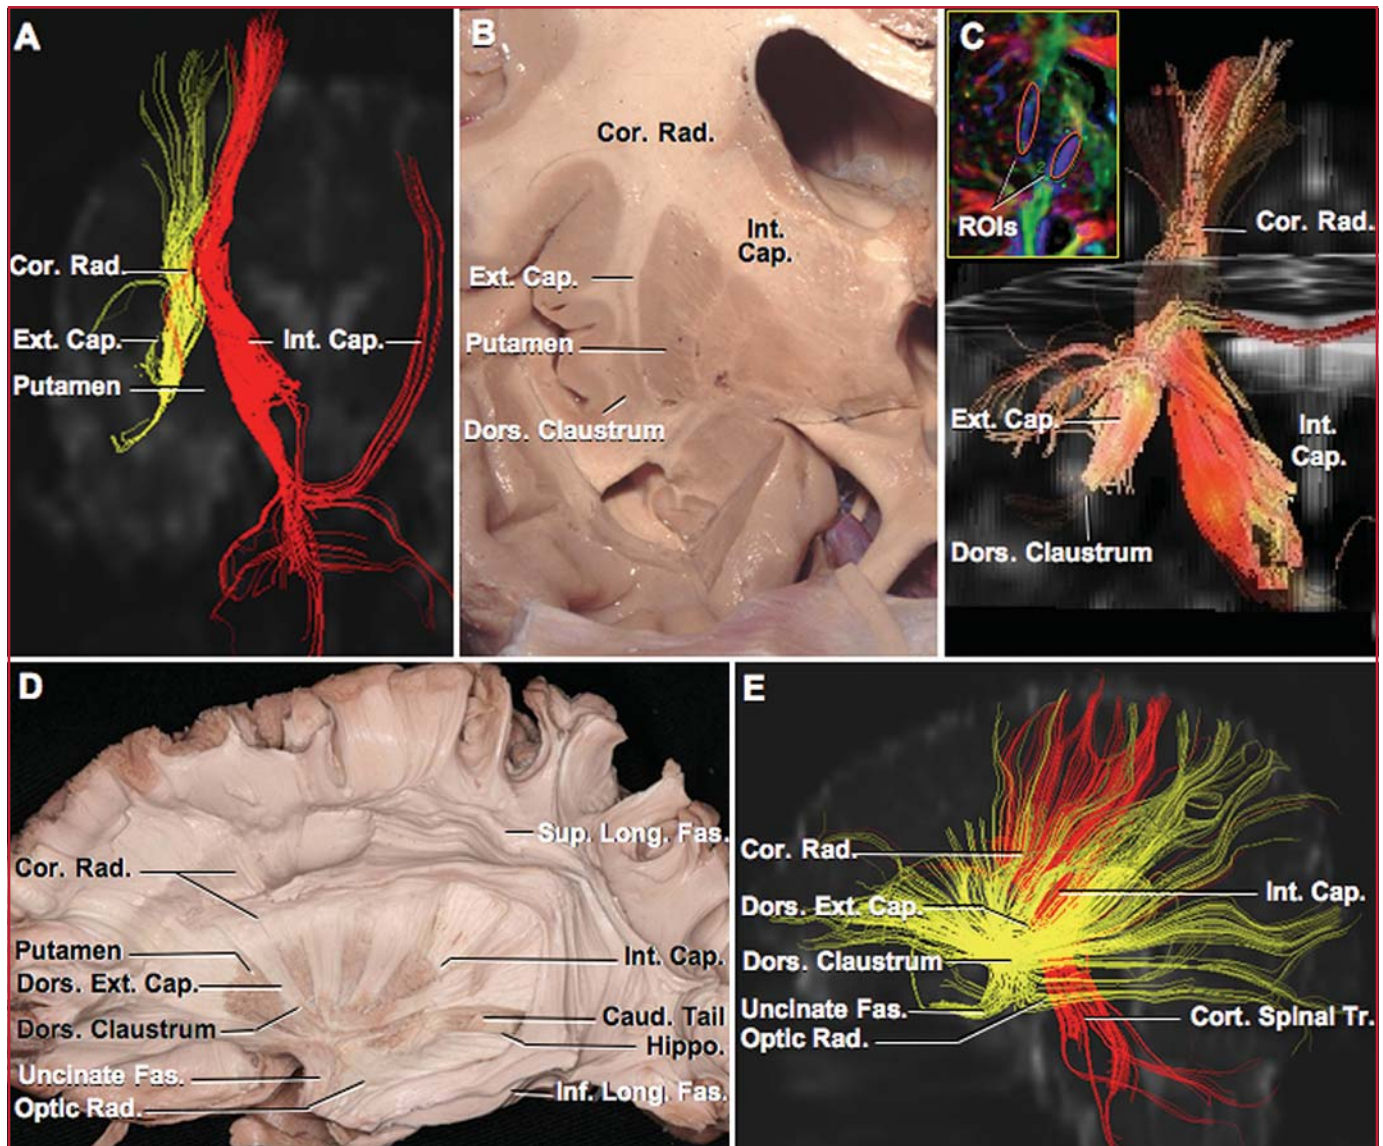 A
Cor. Rad.
Ext. Cap.
Int. Cap.
Putamen
B
Cor. Rad.
Int.
Cap.
Ext. Cap.
Putamen
Dors. Claustrum
C
2
ROIs
Cor. Rad.
Ext. Cap.
Int.
Cap.
Dors. Claustrum
D
Sup. Long. Fas.
Cor. Rad.
Putamen
Int. Cap.
Dors. Ext. Cap.
Caud. Tail
Dors. Claustrum
Hippo.
Uncinate Fas.
Inf. Long. Fas.
Optic Rad.
E
Cor. Rad.
Int. Cap.
Dors. Ext. Cap.
Dors. Claustrum
Uncinate Fas.
Cort. Spinal Tr.
Optic Rad.